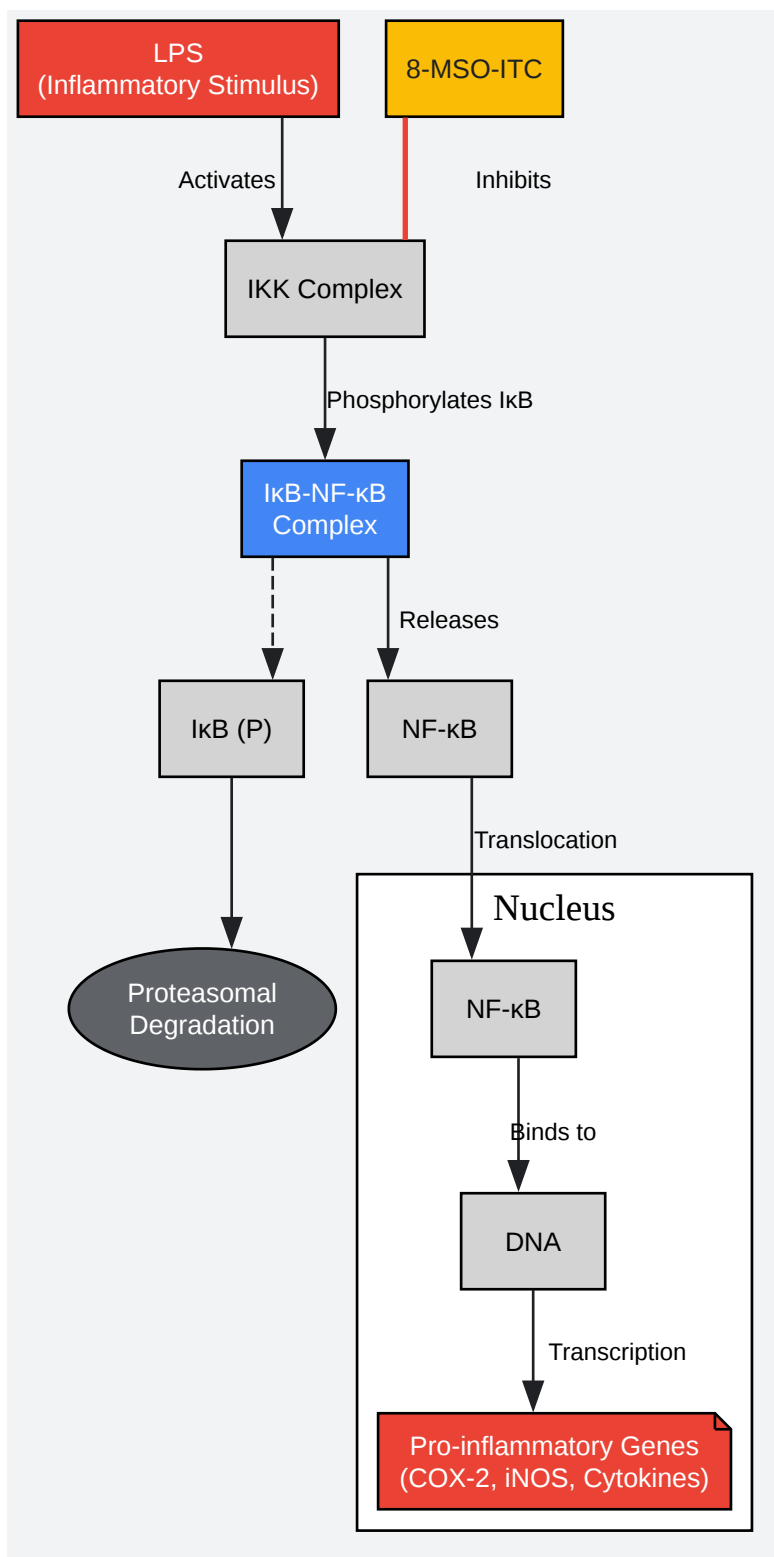 LPS
(Inflammatory Stimulus)
8-MSO-ITC
Activates
Inhibits
IKK Complex
Phosphorylates IκB
IκB-NF-κB
Complex
Releases
IκB (P)
NF-κB
Translocation
Nucleus
NF-κB
Proteasomal
Degradation
Binds to
DNA
Transcription
Pro-inflammatory Genes
(COX-2, iNOS, Cytokines)